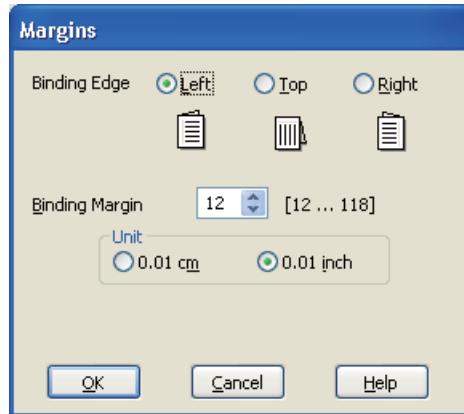 Margins
Binding Edge Left Top Right
Binding Margin 12 [12 ... 118]
Unit
0.01 cm 0.01 inch
OK Cancel Help